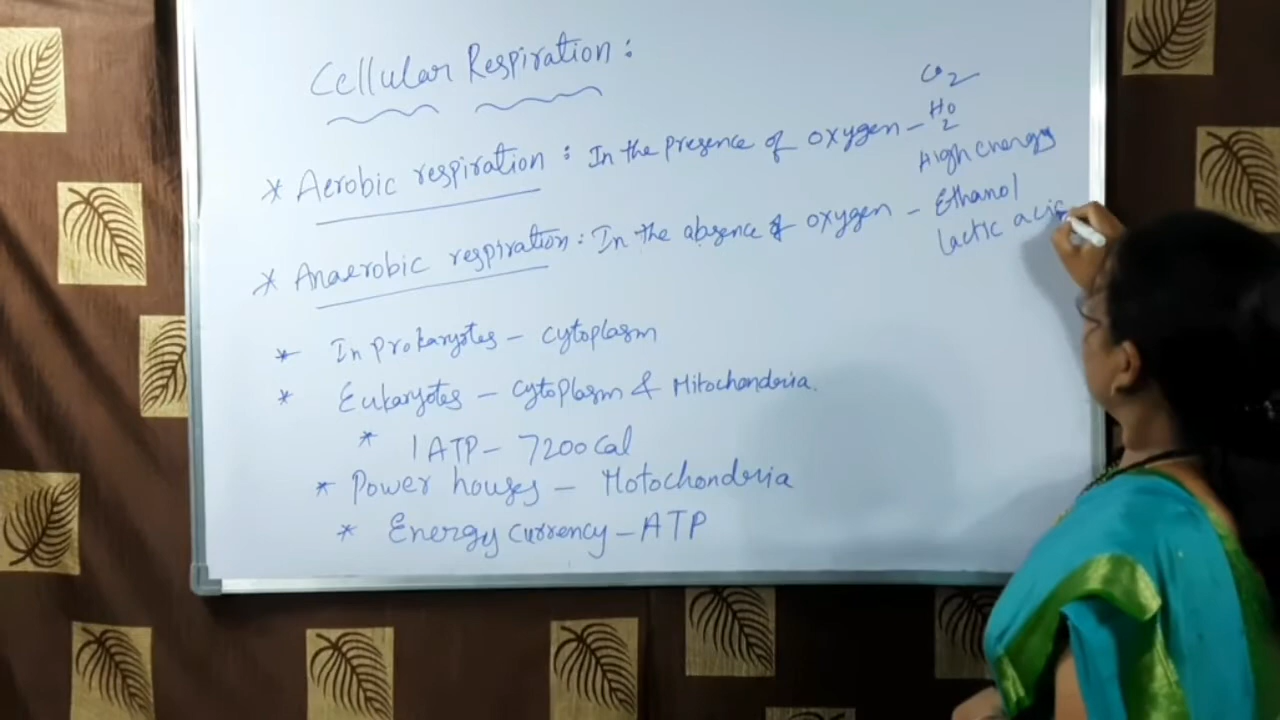 Cellular Respiration :
* Aerobic respiration : In the presence of oxygen – CO2
H2O
High energy
* Anaerobic respiration : In the absence of oxygen – Ethanol
lactic aci
* In prokaryotes – cytoplasm
* Eukaryotes – cytoplasm & Mitochondria.
* 1 ATP – 7200 Cal
* Power houses – Motochondria
* Energy currency – ATP